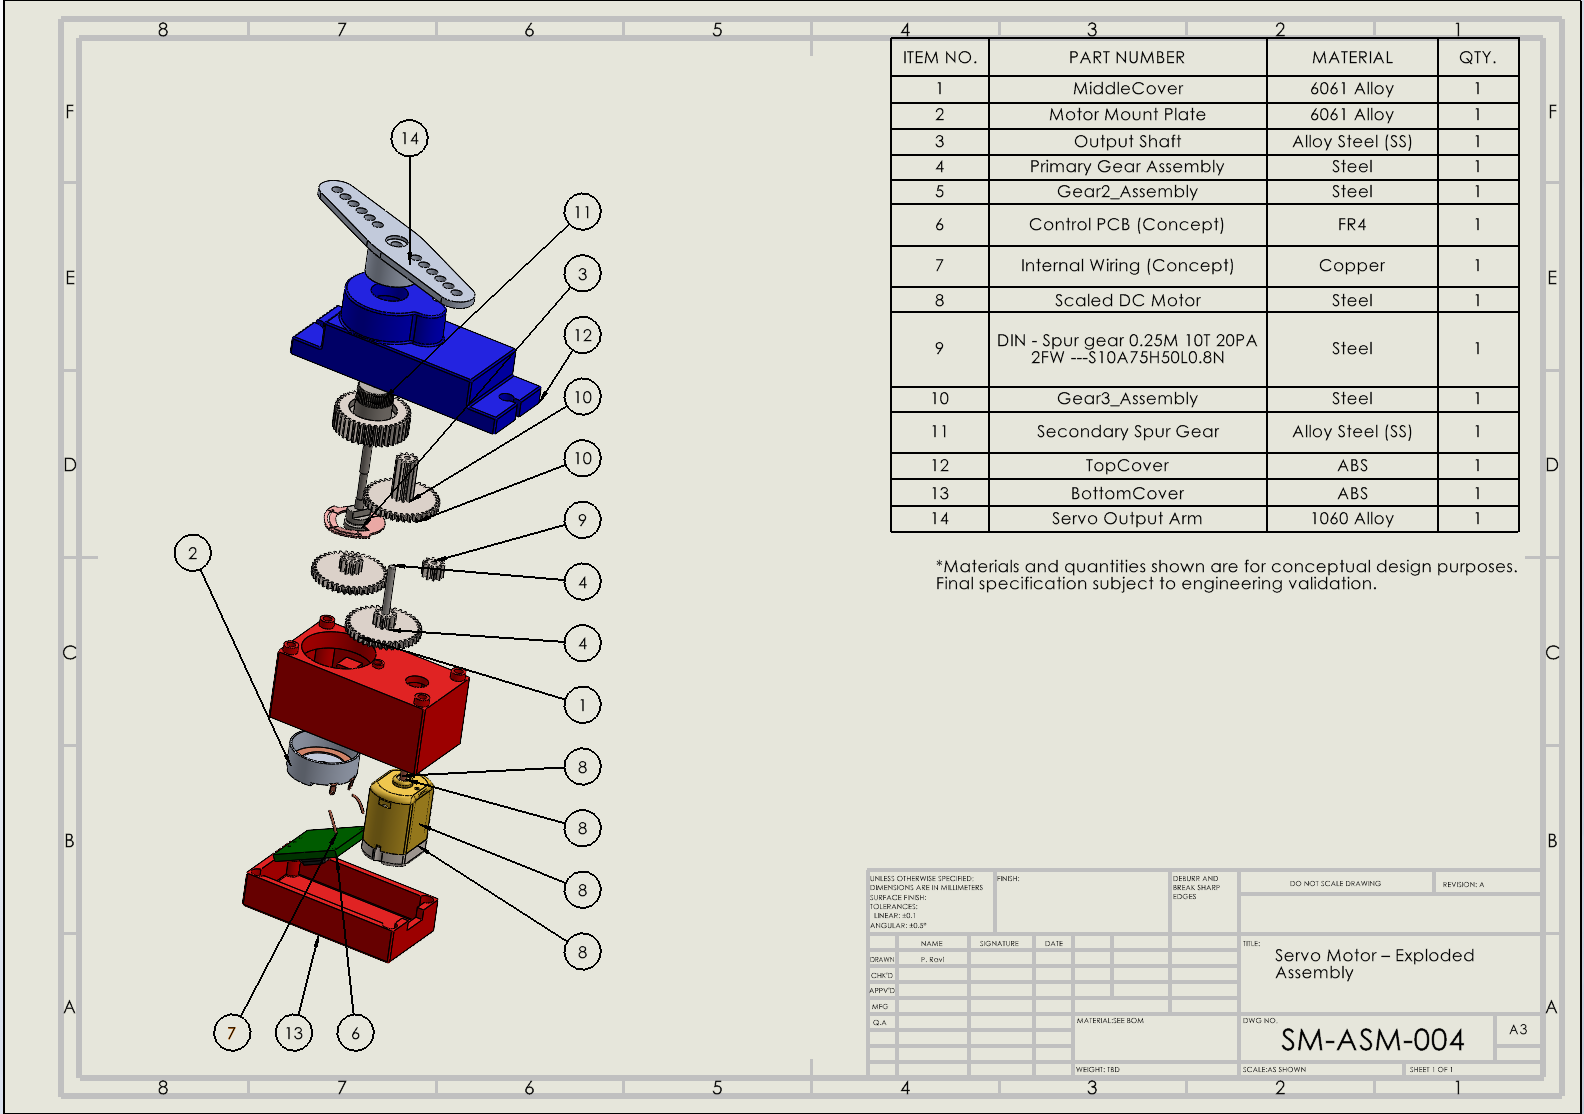 8 7 6 5 4 3 2 1
ITEM NO. PART NUMBER MATERIAL QTY.
1 MiddleCover 6061 Alloy 1
2 Motor Mount Plate 6061 Alloy 1
3 Output Shaft Alloy Steel (SS) 1
4 Primary Gear Assembly Steel 1
5 Gear2_Assembly Steel 1
6 Control PCB (Concept) FR4 1
7 Internal Wiring (Concept) Copper 1
8 Scaled DC Motor Steel 1
9 DIN - Spur gear 0.25M 10T 20PA
2FW ---S10A75H50L0.8N Steel 1
10 Gear3_Assembly Steel 1
11 Secondary Spur Gear Alloy Steel (SS) 1
12 TopCover ABS 1
13 BottomCover ABS 1
14 Servo Output Arm 1060 Alloy 1
*Materials and quantities shown are for conceptual design purposes.
Final specification subject to engineering validation.
F F
E E
D D
C C
B B
A A
14
11
3
12
10
10
9
2
4
4
1
8
8
8
8
7 13 6
UNLESS OTHERWISE SPECIFIED:
DIMENSIONS ARE IN MILLIMETERS
SURFACE FINISH:
TOLERANCES:
LINEAR: ±0.1
ANGULAR: ±0.5°
FINISH:
DEBURR AND
BREAK SHARP
EDGES
DO NOT SCALE DRAWING
REVISION: A
NAME SIGNATURE DATE
DRAWN P. Ravi
CHK'D
APPV'D
MFG
Q.A
TITLE:
Servo Motor – Exploded
Assembly
MATERIAL:SEE BOM
DWG NO.
SM-ASM-004
A3
WEIGHT: TBD
SCALE:AS SHOWN
SHEET 1 OF 1
8 7 6 5 4 3 2 1